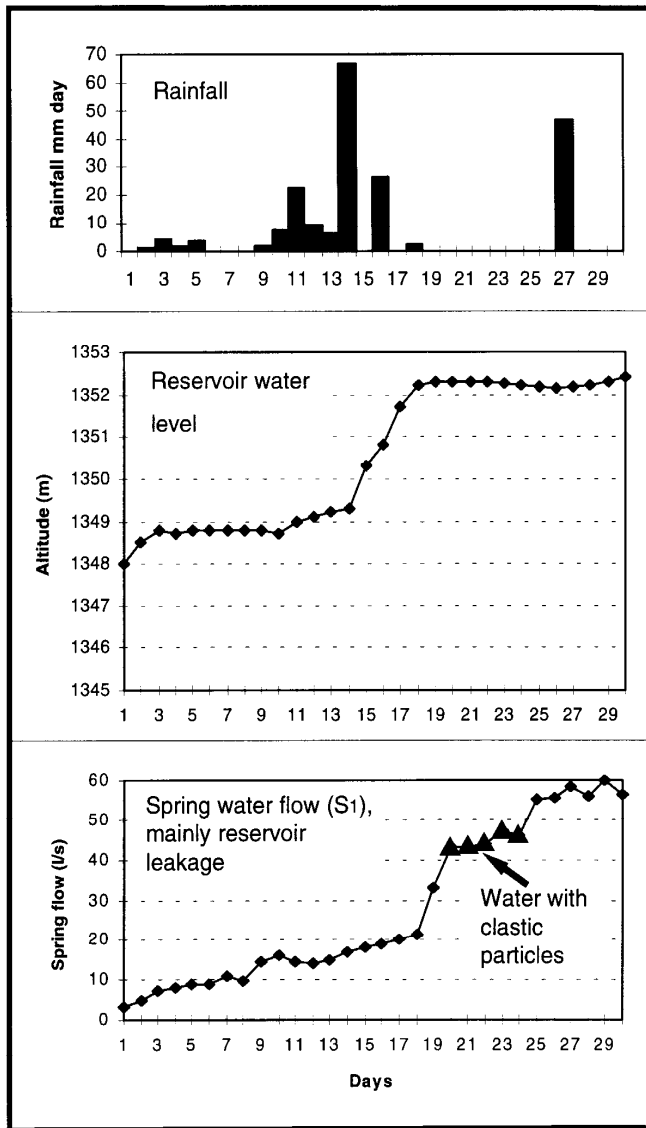 Rainfall mm day
70
60
50
40
30
20
10
0
Rainfall
1 3 5 7 9 11 13 15 17 19 21 23 25 27 29
Altitude (m)
1353
1352
1351
1350
1349
1348
1347
1346
1345
Reservoir water
level
1 3 5 7 9 11 13 15 17 19 21 23 25 27 29
Spring flow (l/s)
60
50
40
30
20
10
0
Spring water flow (S1),
mainly reservoir
leakage
Water with
clastic
particles
1 3 5 7 9 11 13 15 17 19 21 23 25 27 29
Days